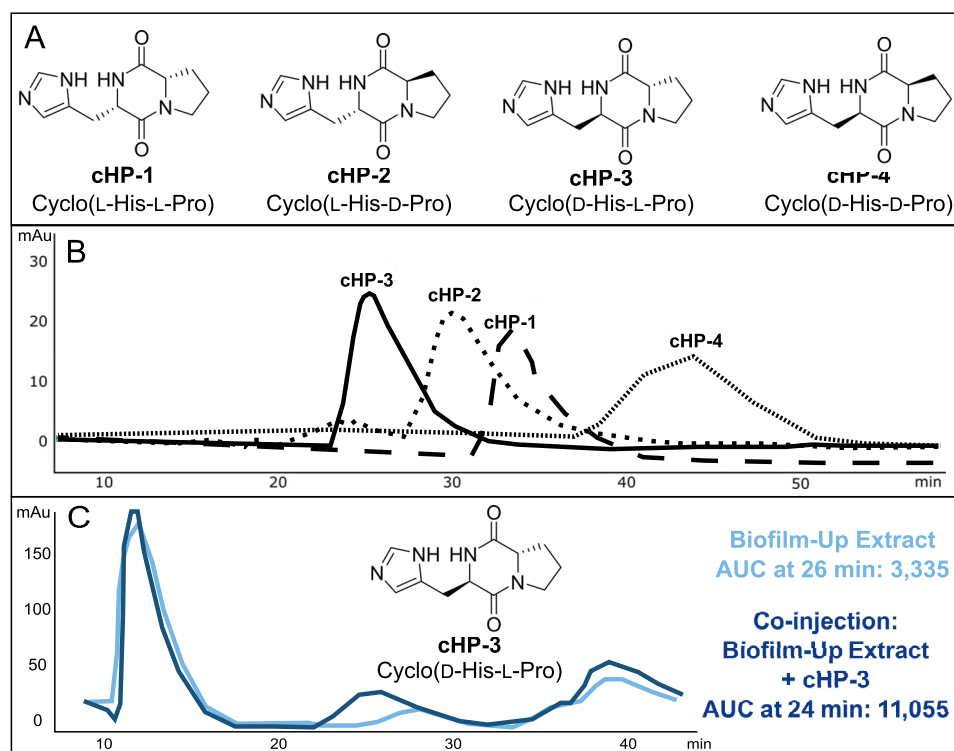 A
O
NH
HN
N
N
O
cHP-1
Cyclo(L-His-L-Pro)
O
NH
HN
N
N
O
cHP-2
Cyclo(L-His-D-Pro)
O
NH
HN
N
N
O
cHP-3
Cyclo(D-His-L-Pro)
O
NH
HN
N
N
O
cHP-4
Cyclo(D-His-D-Pro)
B
mAu
30
20
10
0
cHP-3
cHP-2
cHP-1
cHP-4
10
20
30
40
50
min
C
mAu
150
100
50
0
O
NH
HN
N
N
O
cHP-3
Cyclo(D-His-L-Pro)
Biofilm-Up Extract
AUC at 26 min: 3,335
Co-injection:
Biofilm-Up Extract
+ cHP-3
AUC at 24 min: 11,055
10
30
40
min